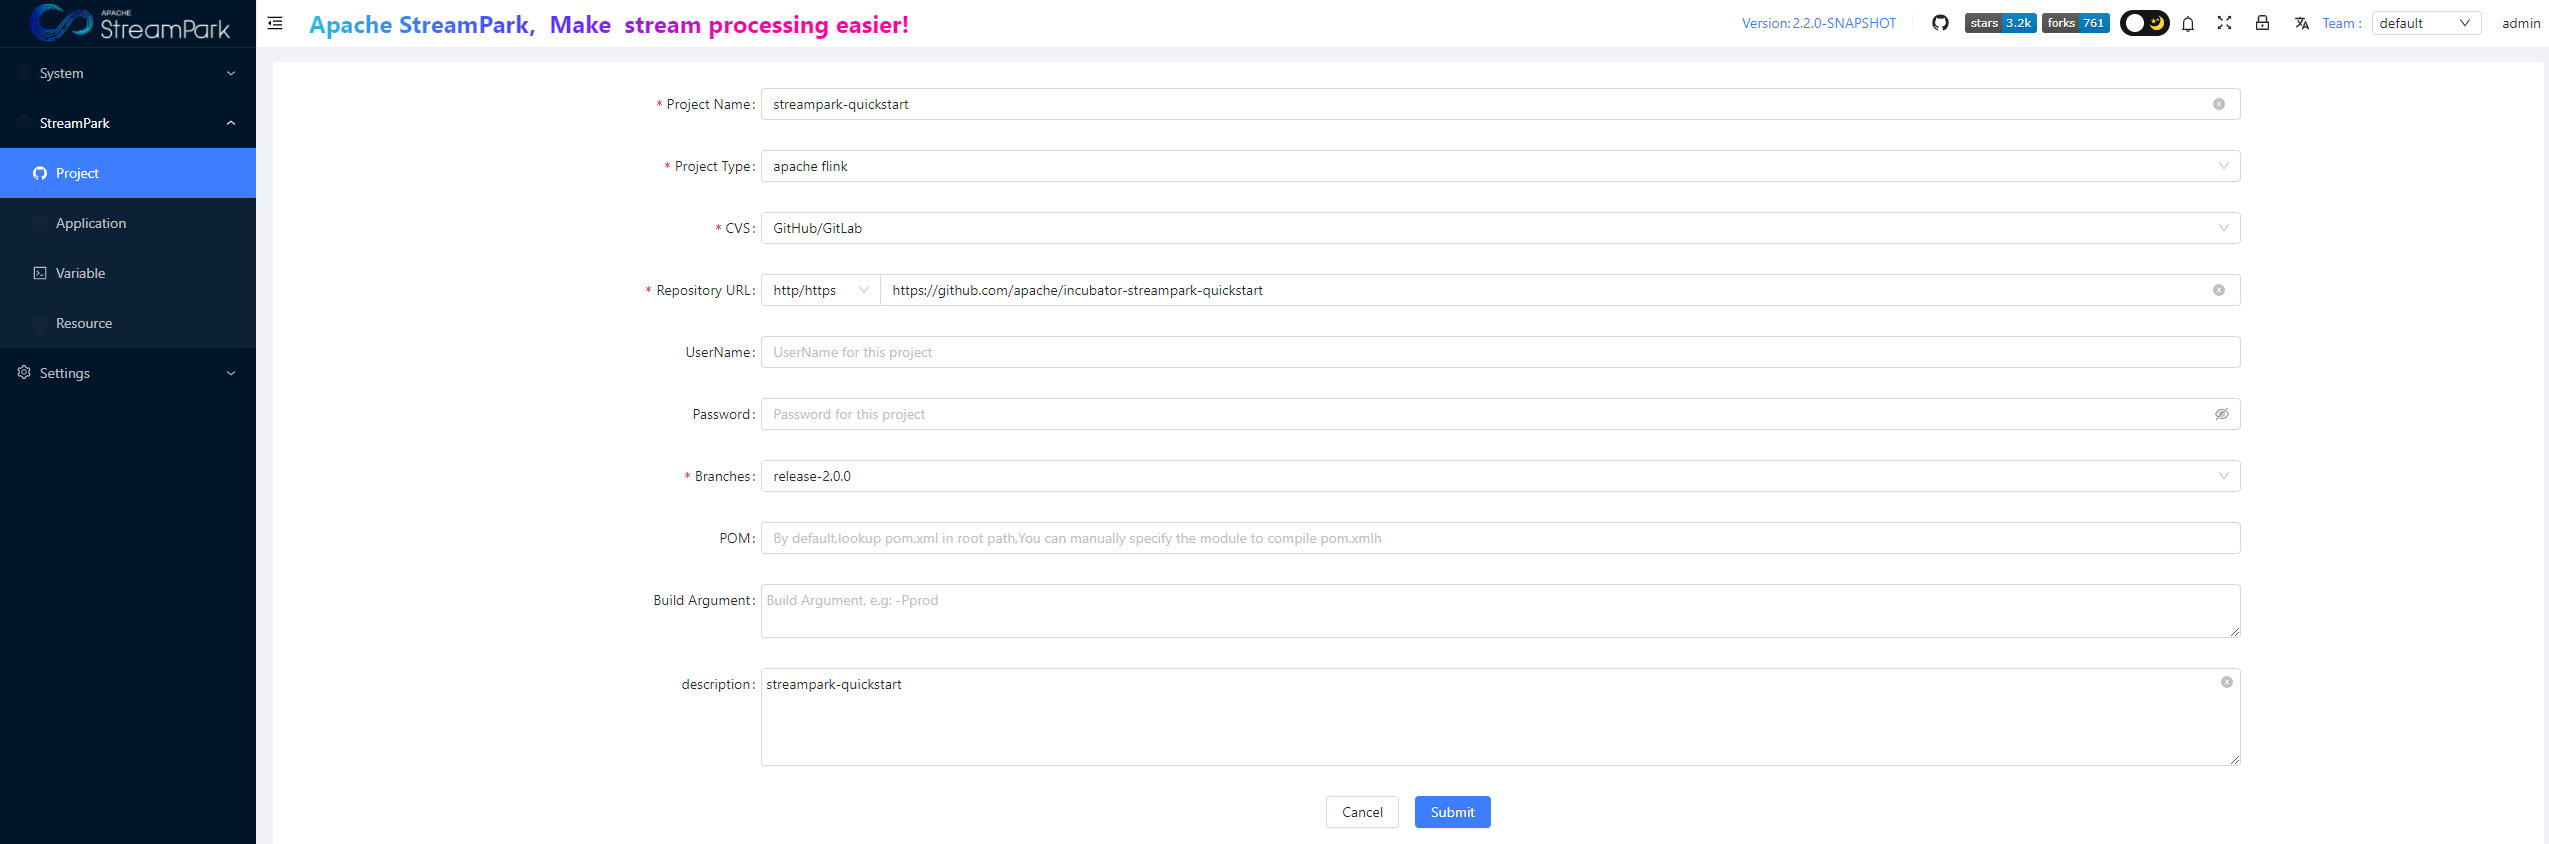 APACHE
StreamPark
Apache StreamPark, Make stream processing easier!
Version: 2.2.0-SNAPSHOT
stars 3.2k
forks 761
Team :
default
admin
System
StreamPark
Project
Application
Variable
Resource
Settings
* Project Name: streampark-quickstart
* Project Type: apache flink
* CVS: GitHub/GitLab
* Repository URL: http/https https://github.com/apache/incubator-streampark-quickstart
UserName: UserName for this project
Password: Password for this project
* Branches: release-2.0.0
POM: By default,lookup pom.xml in root path,You can manually specify the module to compile pom.xmlh
Build Argument: Build Argument, e.g: -Pprod
description: streampark-quickstart
Cancel Submit